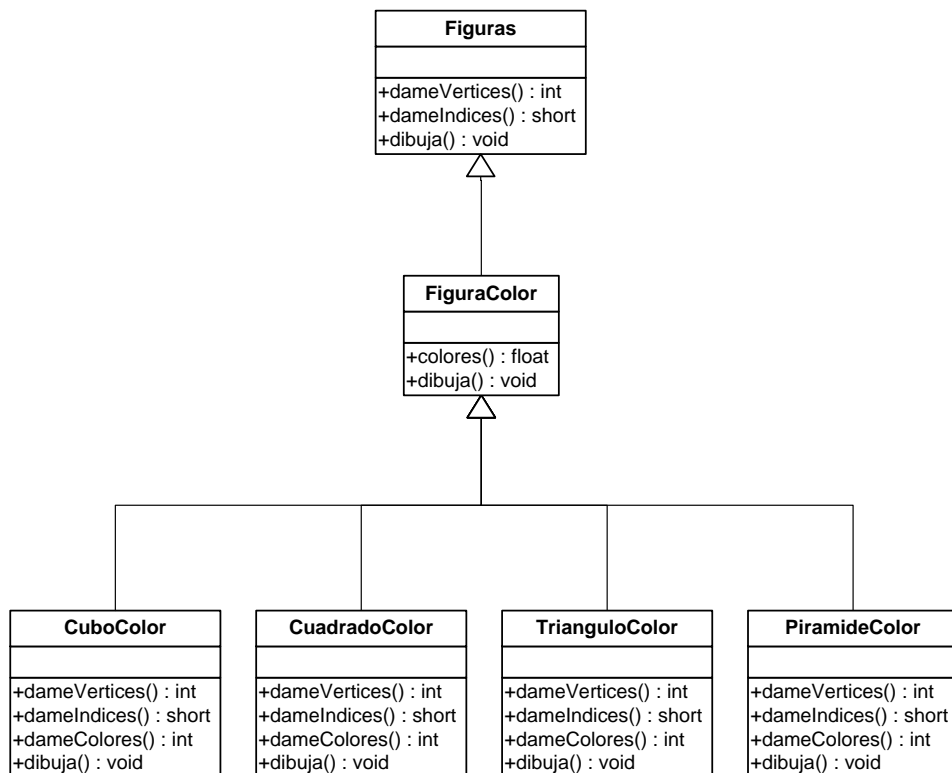 Figuras
+dameVertices() : int
+dameIndices() : short
+dibuja() : void
FiguraColor
+colores() : float
+dibuja() : void
CuboColor
+dameVertices() : int
+dameIndices() : short
+dameColores() : int
+dibuja() : void
CuadradoColor
+dameVertices() : int
+dameIndices() : short
+dameColores() : int
+dibuja() : void
TrianguloColor
+dameVertices() : int
+dameIndices() : short
+dameColores() : int
+dibuja() : void
PiramideColor
+dameVertices() : int
+dameIndices() : short
+dameColores() : int
+dibuja() : void